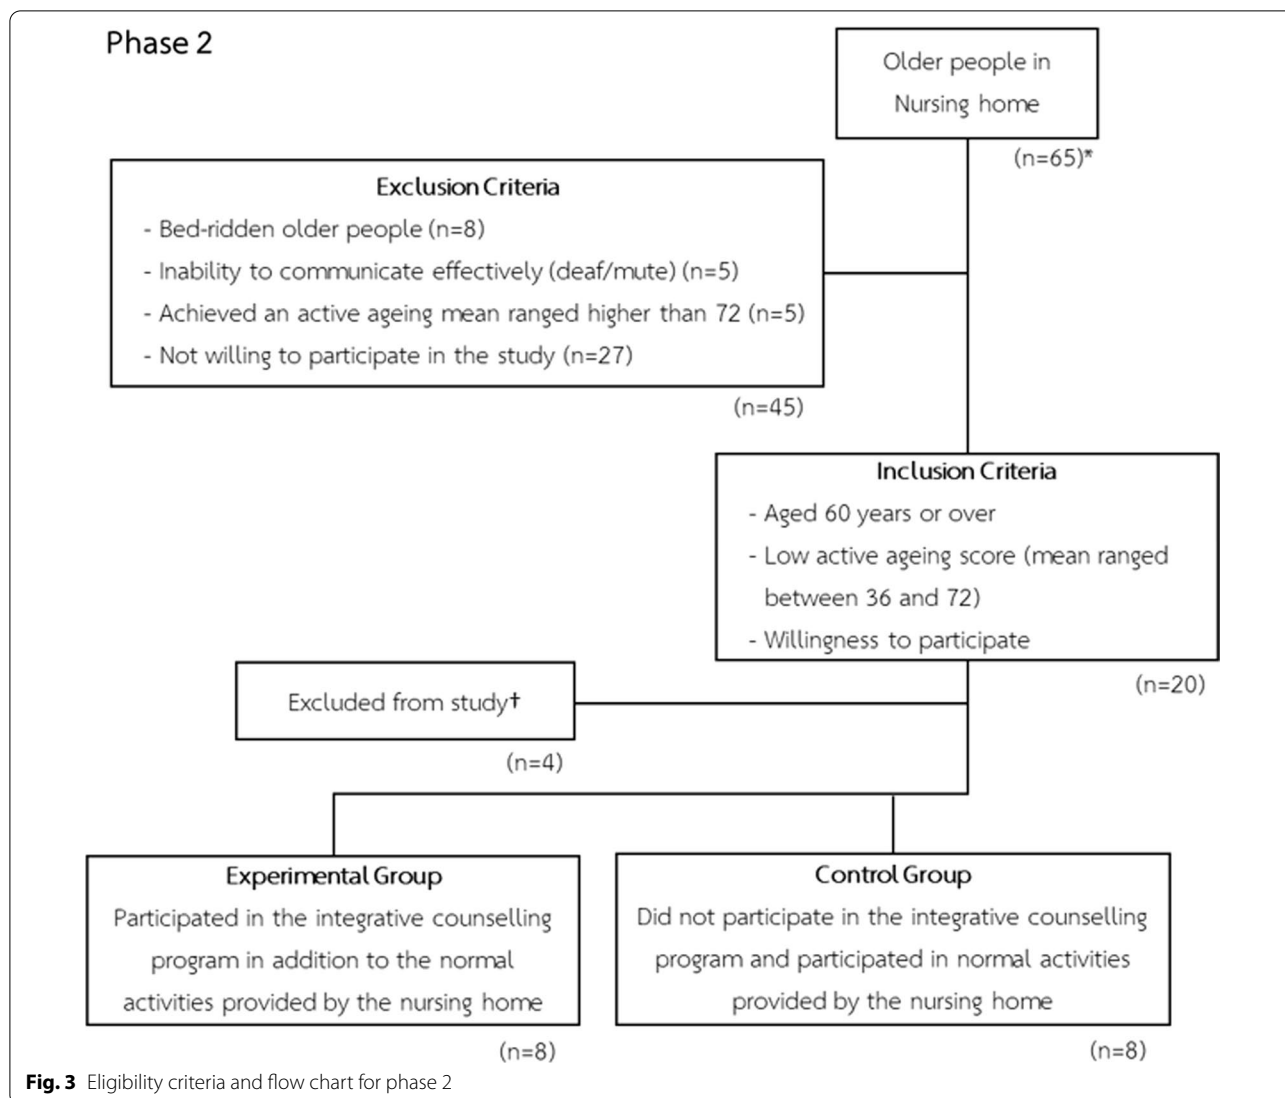 Phase 2
Older people in
Nursing home
(n=65)*
Exclusion Criteria
- Bed-ridden older people (n=8)
- Inability to communicate effectively (deaf/mute) (n=5)
- Achieved an active ageing mean ranged higher than 72 (n=5)
- Not willing to participate in the study (n=27)
(n=45)
Inclusion Criteria
- Aged 60 years or over
- Low active ageing score (mean ranged
between 36 and 72)
- Willingness to participate
(n=20)
Excluded from study†
(n=4)
Experimental Group
Participated in the integrative counselling
program in addition to the normal
activities provided by the nursing home
(n=8)
Control Group
Did not participate in the integrative counselling
program and participated in normal activities
provided by the nursing home
(n=8)
Fig. 3 Eligibility criteria and flow chart for phase 2